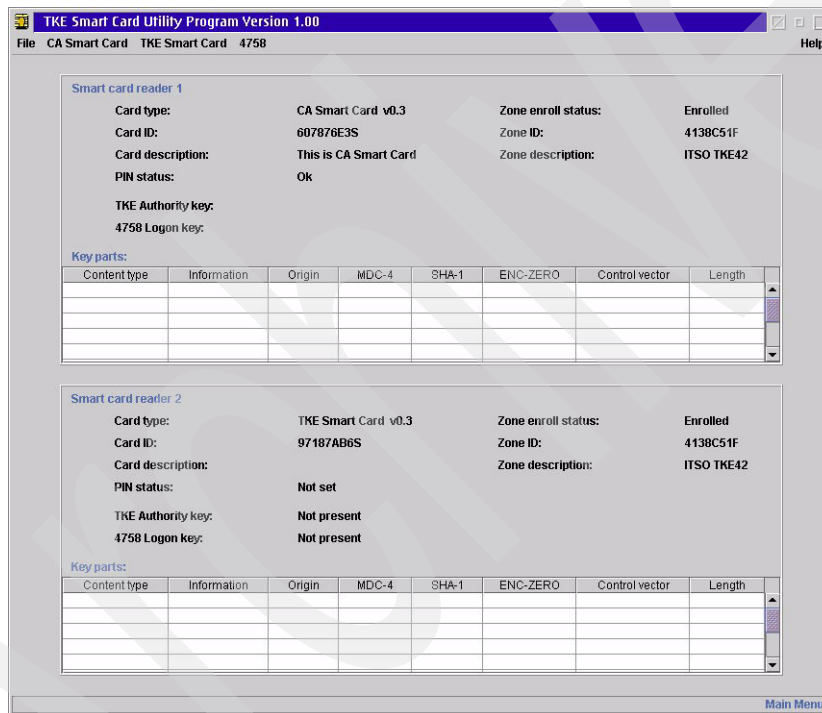 TKE Smart Card Utility Program Version 1.00
File CA Smart Card TKE Smart Card 4758 Help
Smart card reader 1
Card type: CA Smart Card v0.3 Zone enroll status: Enrolled
Card ID: 607876E3S Zone ID: 4138C51F
Card description: This is CA Smart Card Zone description: ITSO TKE42
PIN status: Ok
TKE Authority key:
4758 Logon key:
Key parts:
Content type Information Origin MDC-4 SHA-1 ENC-ZERO Control vector Length
Smart card reader 2
Card type: TKE Smart Card v0.3 Zone enroll status: Enrolled
Card ID: 97187AB6S Zone ID: 4138C51F
Card description: Zone description: ITSO TKE42
PIN status: Not set
TKE Authority key: Not present
4758 Logon key: Not present
Key parts:
Content type Information Origin MDC-4 SHA-1 ENC-ZERO Control vector Length
Main Menu